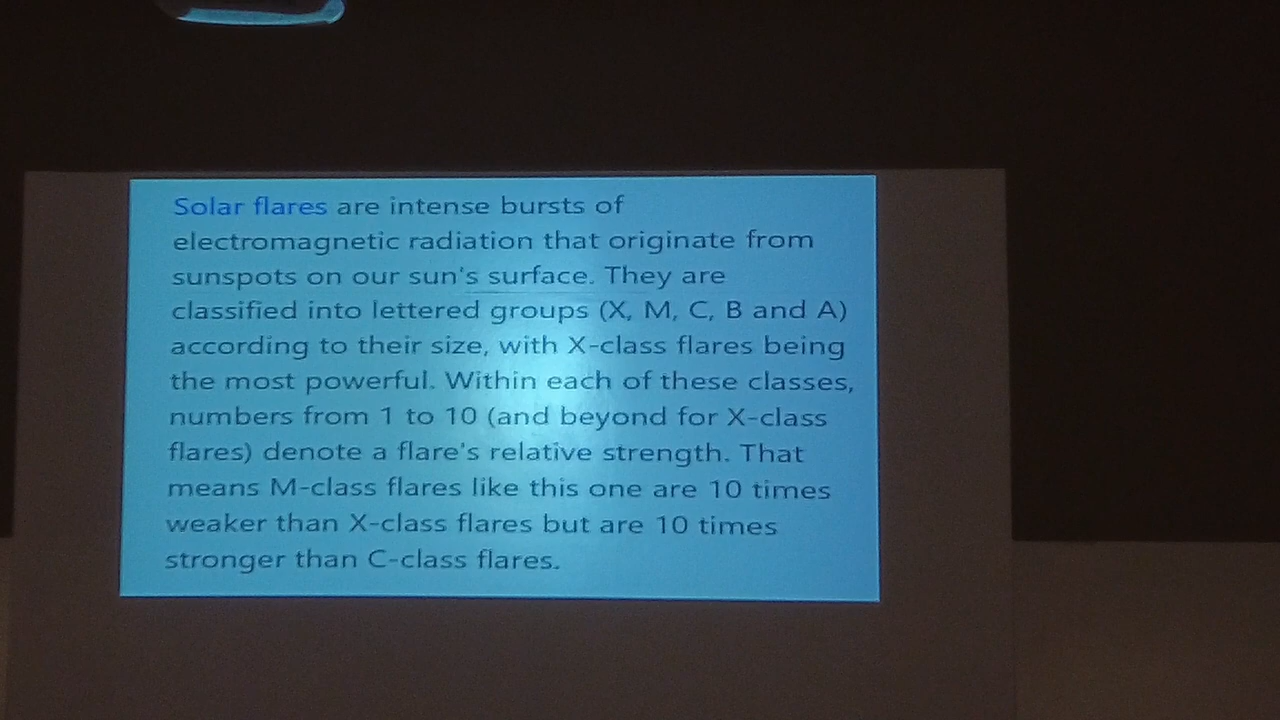 Solar flares are intense bursts of
electromagnetic radiation that originate from
sunspots on our sun's surface. They are
classified into lettered groups (X, M, C, B and A)
according to their size, with X-class flares being
the most powerful. Within each of these classes,
numbers from 1 to 10 (and beyond for X-class
flares) denote a flare's relative strength. That
means M-class flares like this one are 10 times
weaker than X-class flares but are 10 times
stronger than C-class flares.